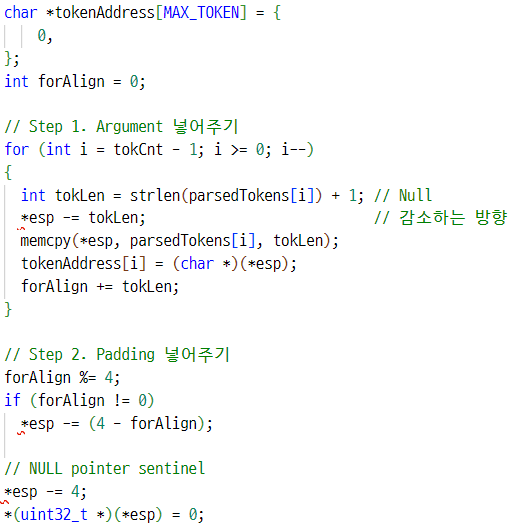 char *tokenAddress[MAX_TOKEN] = {
    0,
};
int forAlign = 0;

// Step 1. Argument 넣어주기
for (int i = tokCnt - 1; i >= 0; i--)
{
  int tokLen = strlen(parsedTokens[i]) + 1; // Null
  *esp -= tokLen;                           // 감소하는 방향
  memcpy(*esp, parsedTokens[i], tokLen);
  tokenAddress[i] = (char *)(*esp);
  forAlign += tokLen;
}

// Step 2. Padding 넣어주기
forAlign %= 4;
if (forAlign != 0)
  *esp -= (4 - forAlign);

// NULL pointer sentinel
*esp -= 4;
*(uint32_t *)(*esp) = 0;